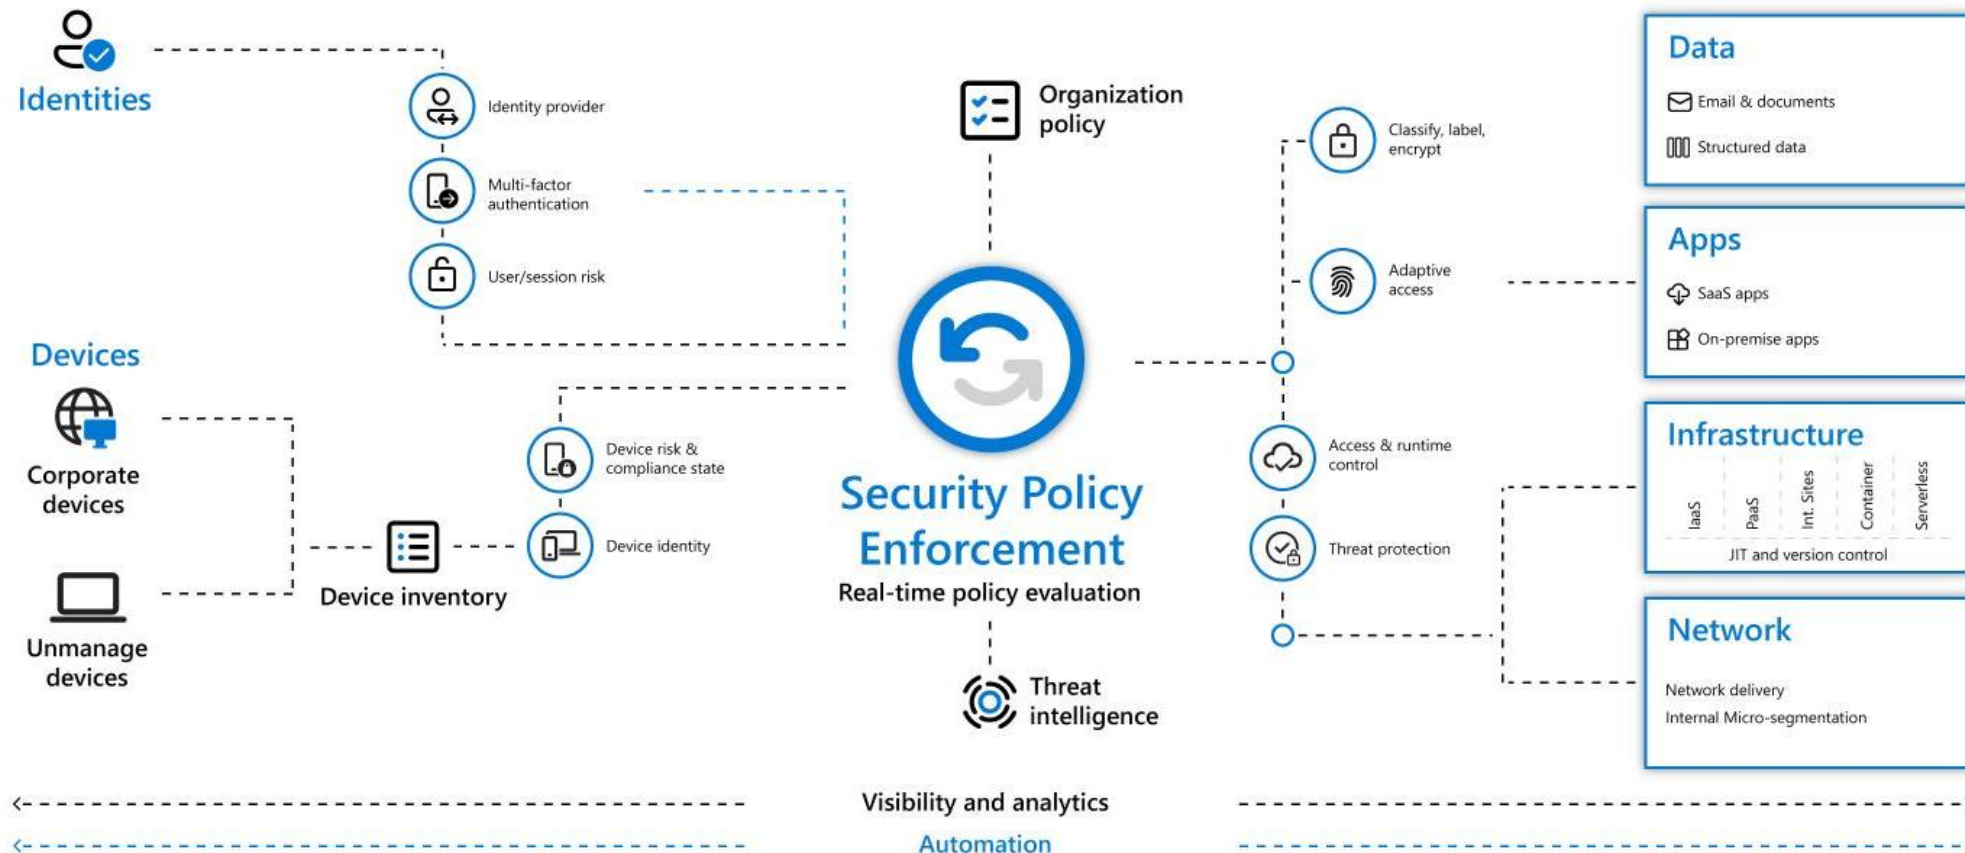 Identities
Identity provider
Multi-factor
authentication
User/session risk
Devices
Corporate
devices
Unmanage
devices
Device inventory
Device risk &
compliance state
Device identity
Organization
policy
Security Policy
Enforcement
Real-time policy evaluation
Threat
intelligence
Classify, label,
encrypt
Adaptive
access
Access & runtime
control
Threat protection
Data
Email & documents
Structured data
Apps
SaaS apps
On-premise apps
Infrastructure
IaaS
PaaS
Int. Sites
Container
Serverless
JIT and version control
Network
Network delivery
Internal Micro-segmentation
Visibility and analytics
Automation